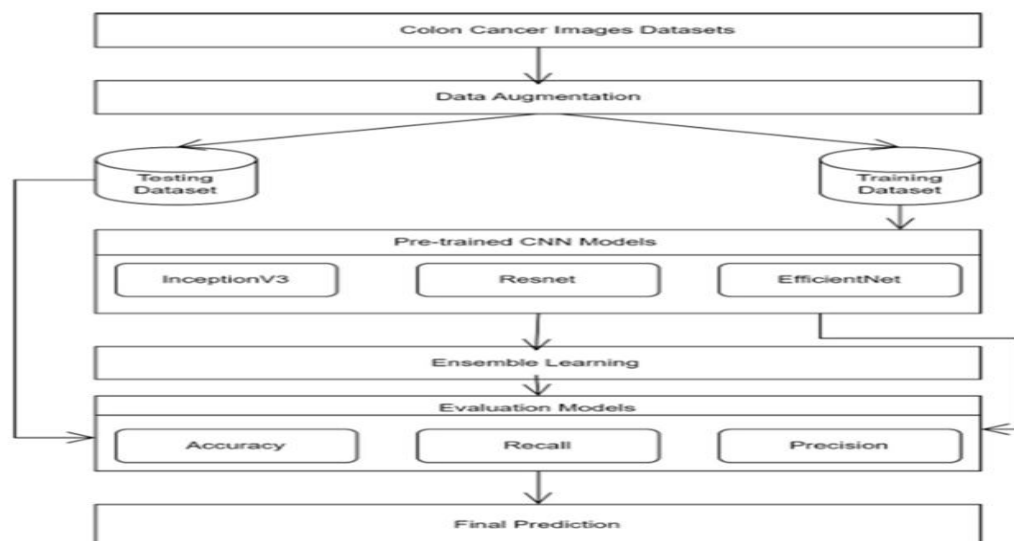 Colon Cancer Images Datasets
Data Augmentation
Testing
Dataset
Training
Dataset
Pre-trained CNN Models
InceptionV3
Resnet
EfficientNet
Ensemble Learning
Evaluation Models
Accuracy
Recall
Precision
Final Prediction